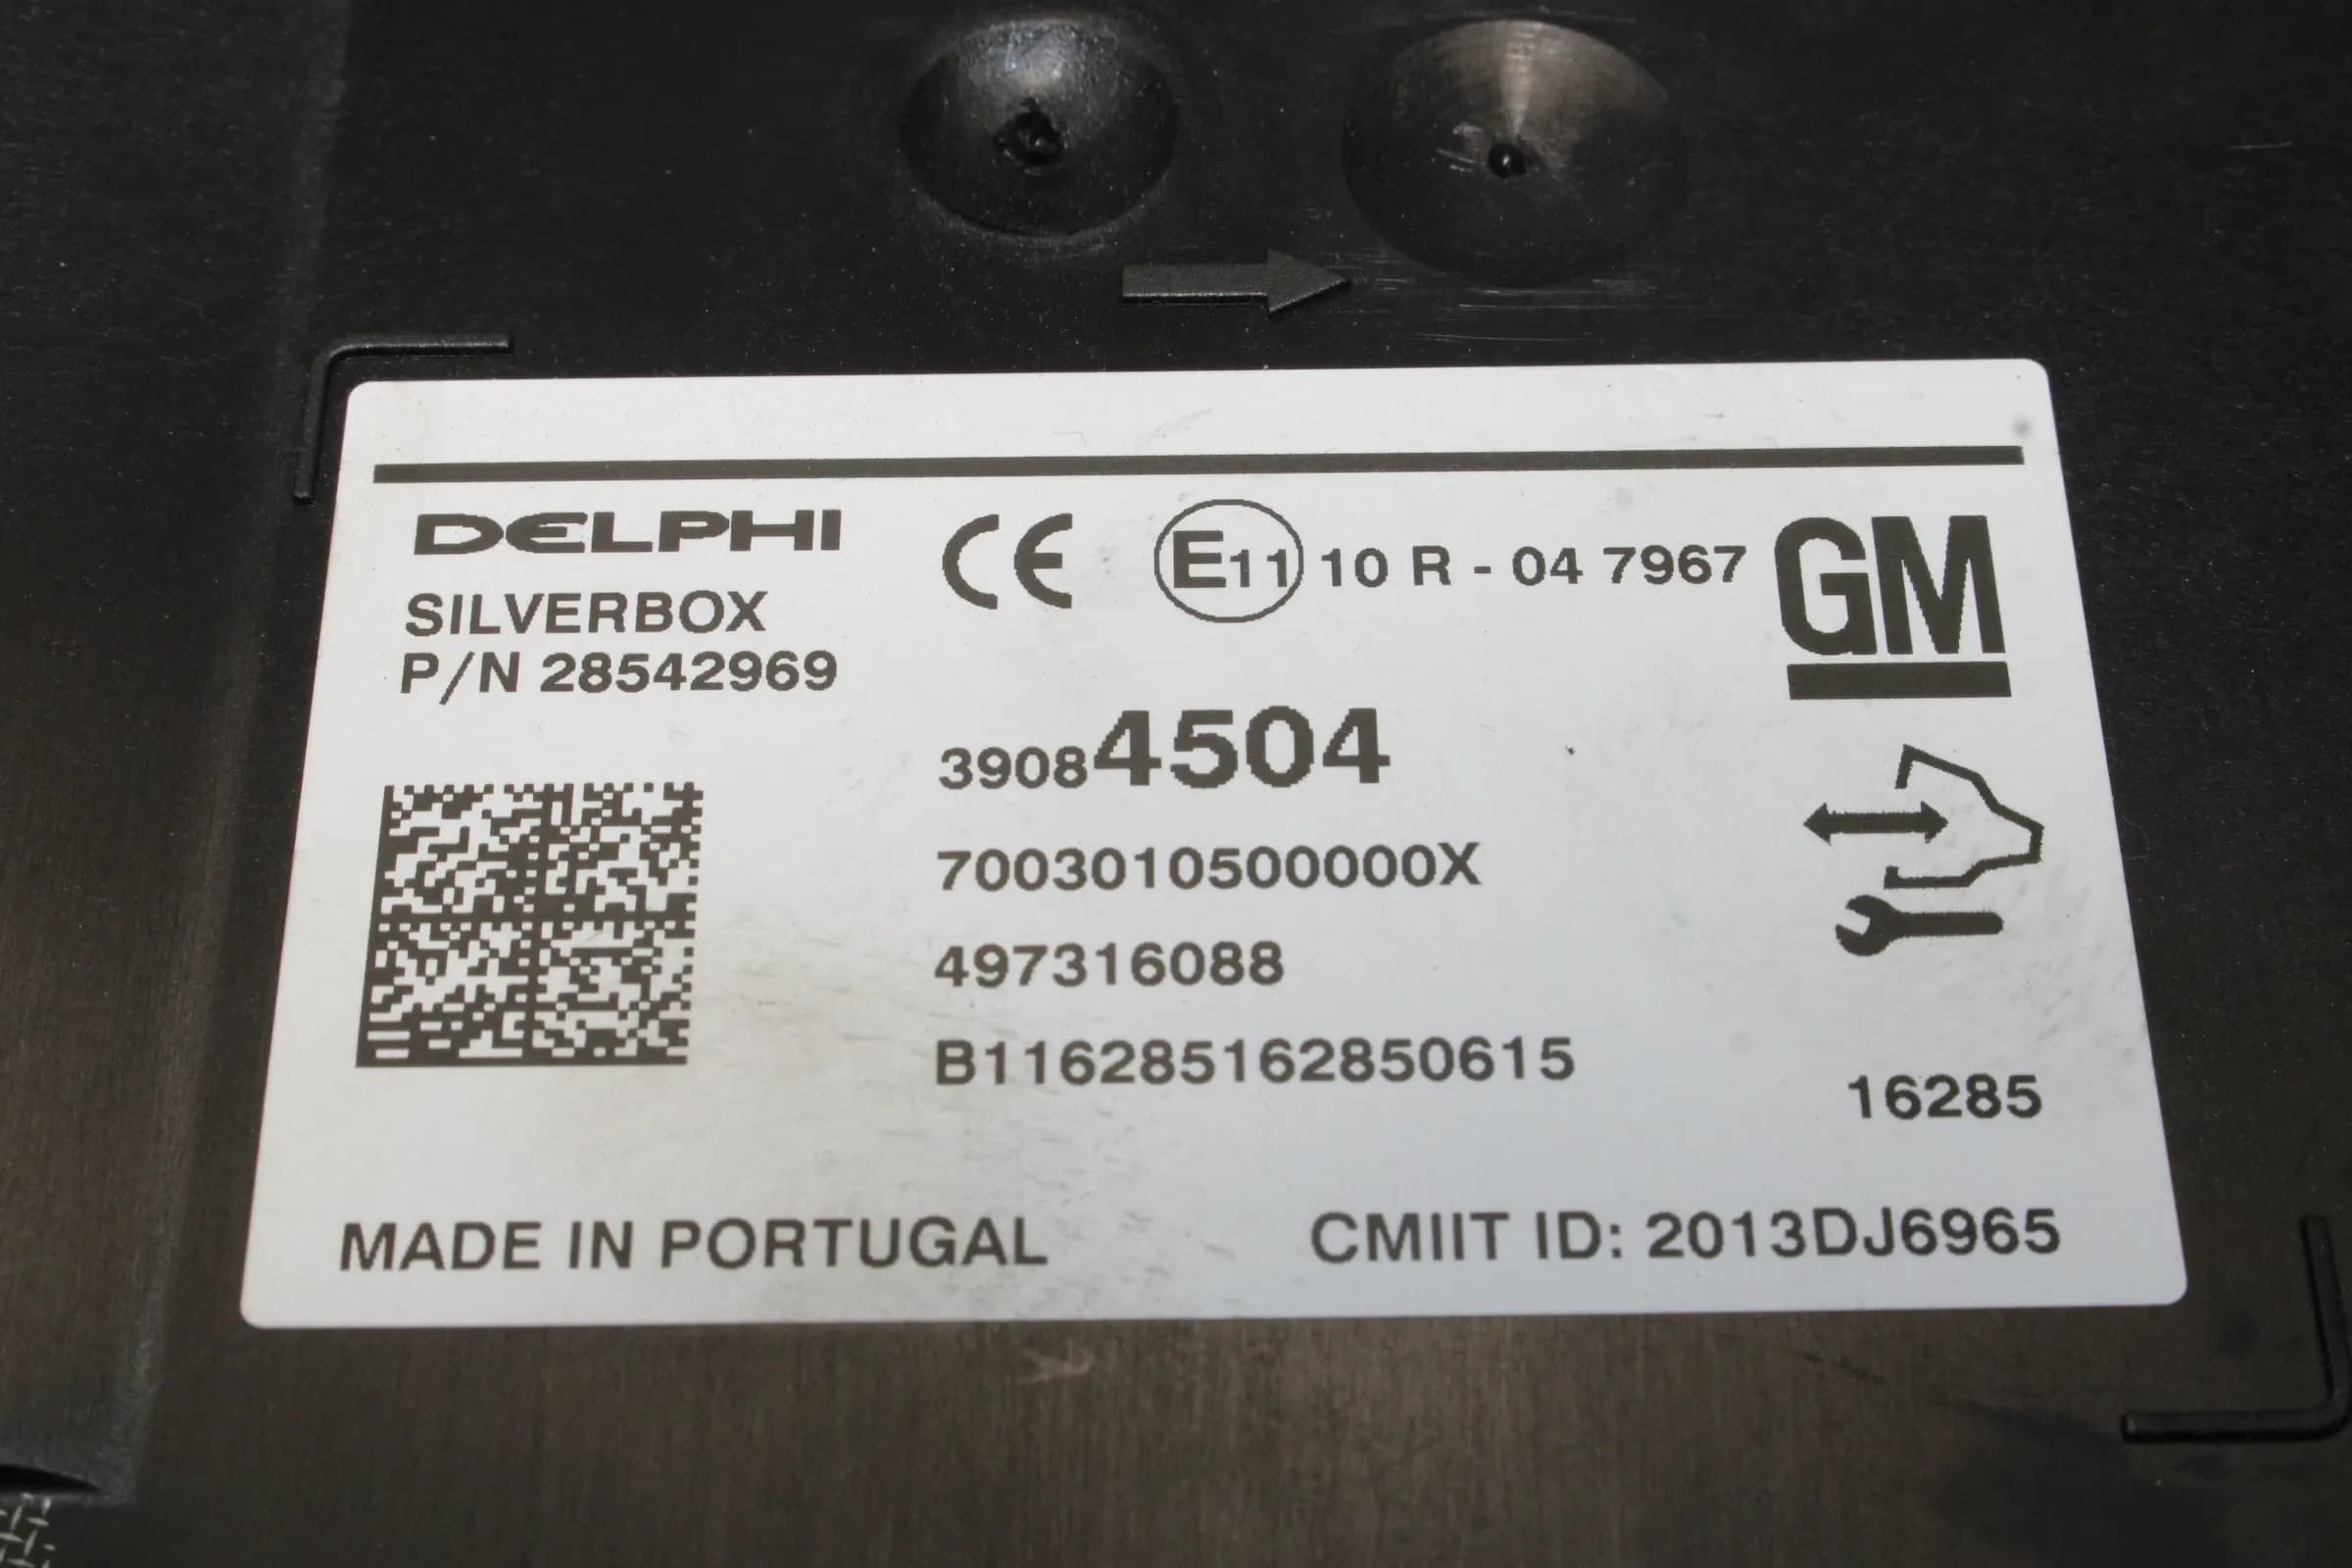 DELPHI
SILVERBOX
P/N 28542969
CE
E11 10 R - 04 7967
GM
39084504
7003010500000X
497316088
B116285162850615
16285
MADE IN PORTUGAL
CMIIT ID: 2013DJ6965